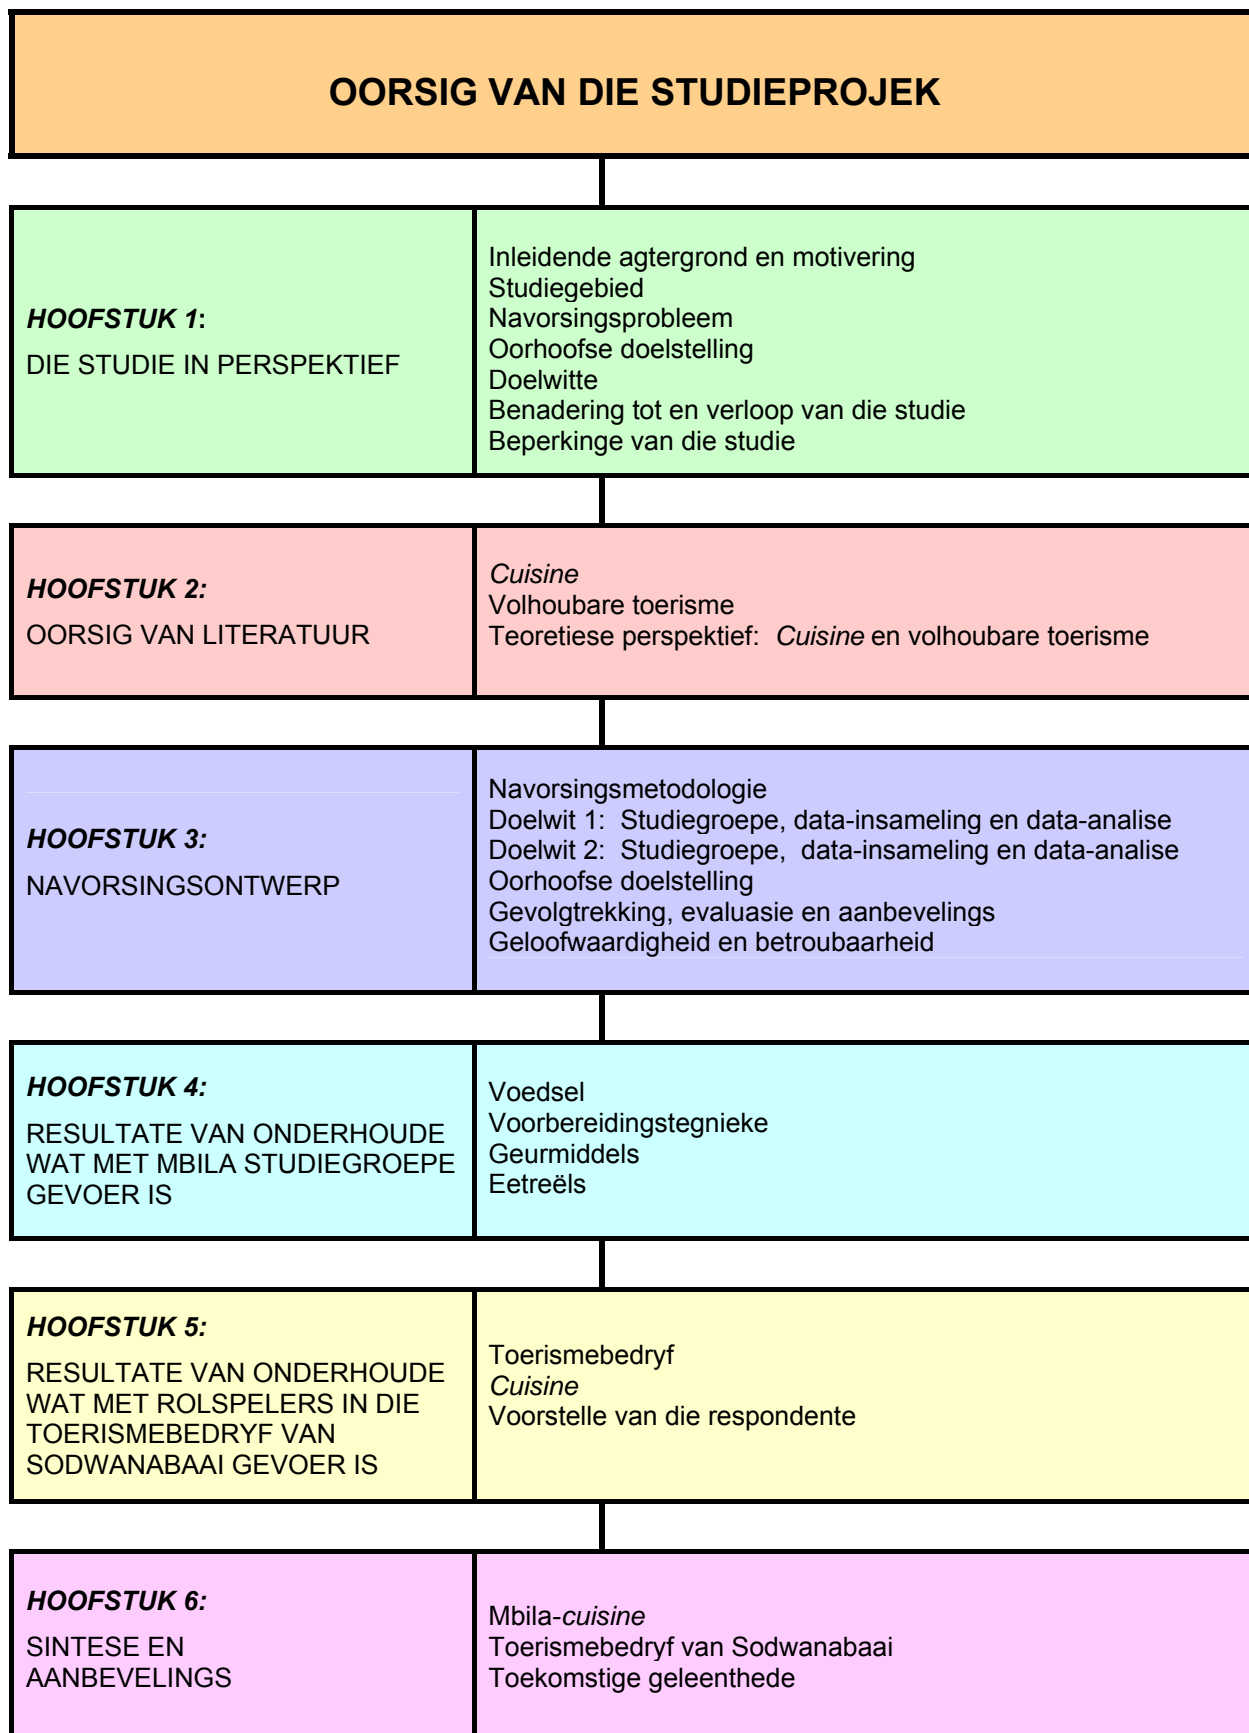 OORSIG VAN DIE STUDIEPROJEK
HOOFSTUK 1:
DIE STUDIE IN PERSPEKTIEF
Inleidende agtergrond en motivering
Studiegebied
Navorsingsprobleem
Oorhoofse doelstelling
Doelwitte
Benadering tot en verloop van die studie
Beperkinge van die studie
HOOFSTUK 2:
OORSIG VAN LITERATUUR
Cuisine
Volhoubare toerisme
Teoretiese perspektief: Cuisine en volhoubare toerisme
HOOFSTUK 3:
NAVORSINGSONTWERP
Navorsingsmetodologie
Doelwit 1: Studiegroepe, data-insameling en data-analise
Doelwit 2: Studiegroepe, data-insameling en data-analise
Oorhoofse doelstelling
Gevolgtrekking, evaluasie en aanbevelings
Geloofwaardigheid en betroubaarheid
HOOFSTUK 4:
RESULTATE VAN ONDERHOUDE
WAT MET MBILA STUDIEGROEPE
GEVOER IS
Voedsel
Voorbereidingstegnieke
Geurmiddels
Eetreëls
HOOFSTUK 5:
RESULTATE VAN ONDERHOUDE
WAT MET ROLSPELERS IN DIE
TOERISMEBEDRYF VAN
SODWANABAAI GEVOER IS
Toerismebedryf
Cuisine
Voorstelle van die respondente
HOOFSTUK 6:
SINTESE EN
AANBEVELINGS
Mbila-cuisine
Toerismebedryf van Sodwanabaai
Toekomstige geleenthede